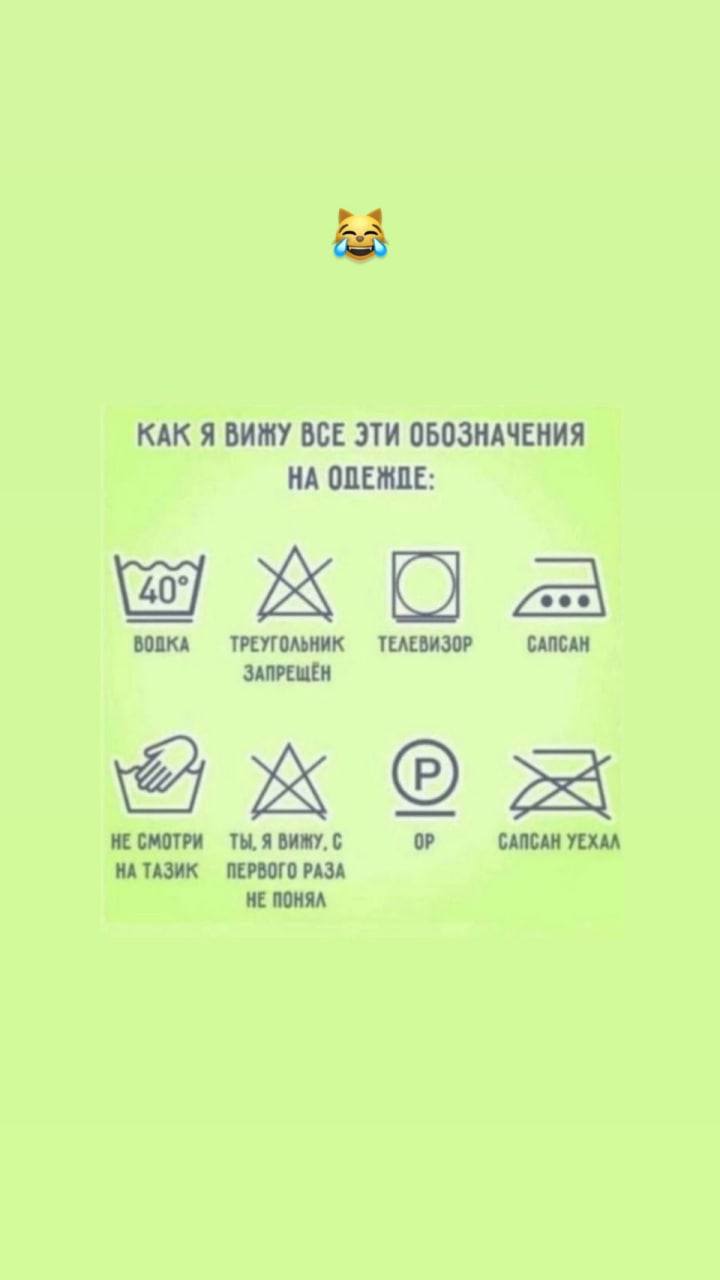 КАК Я ВИЖУ ВСЕ ЭТИ ОБОЗНАЧЕНИЯ
НА ОДЕЖДЕ:
40°
ВОДКА
ТРЕУГОЛЬНИК
ЗАПРЕЩЁН
ТЕЛЕВИЗОР
САПСАН
НЕ СМОТРИ
НА ТАЗИК
ТЫ, Я ВИЖУ, С
ПЕРВОГО РАЗА
НЕ ПОНЯЛ
P
ОР
САПСАН УЕХАЛ